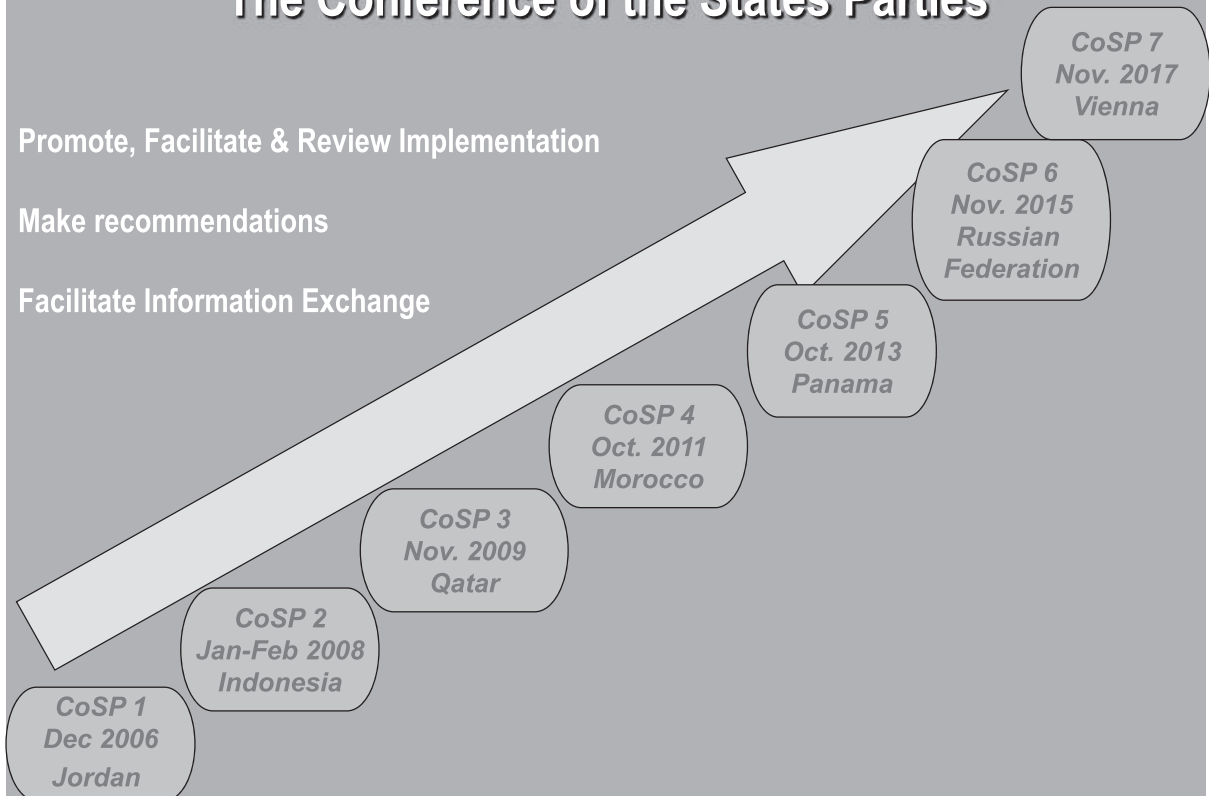 The Conference of the States Parties
CoSP 7
Nov. 2017
Vienna
Promote, Facilitate & Review Implementation
CoSP 6
Nov. 2015
Russian
Federation
Make recommendations
Facilitate Information Exchange
CoSP 5
Oct. 2013
Panama
CoSP 4
Oct. 2011
Morocco
CoSP 3
Nov. 2009
Qatar
CoSP 2
Jan-Feb 2008
Indonesia
CoSP 1
Dec 2006
Jordan